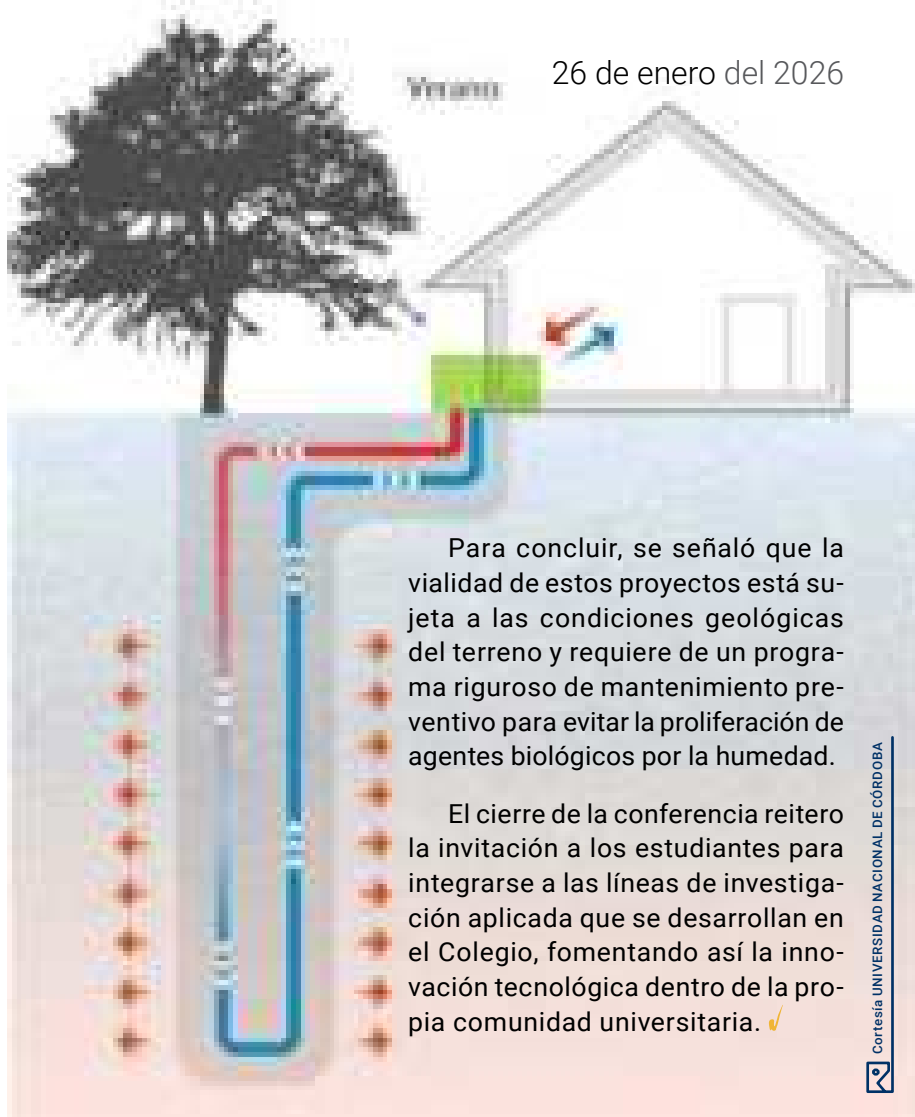 Verano
26 de enero del 2026
Para concluir, se señaló que la
vialidad de estos proyectos está su-
jeta a las condiciones geológicas
del terreno y requiere de un progra-
ma riguroso de mantenimiento pre-
ventivo para evitar la proliferación de
agentes biológicos por la humedad.
El cierre de la conferencia reitero
la invitación a los estudiantes para
integrarse a las líneas de investiga-
ción aplicada que se desarrollan en
el Colegio, fomentando así la inno-
vación tecnológica dentro de la pro-
pia comunidad universitaria.
Cortesía UNIVERSIDAD NACIONAL DE CÓRDOBA